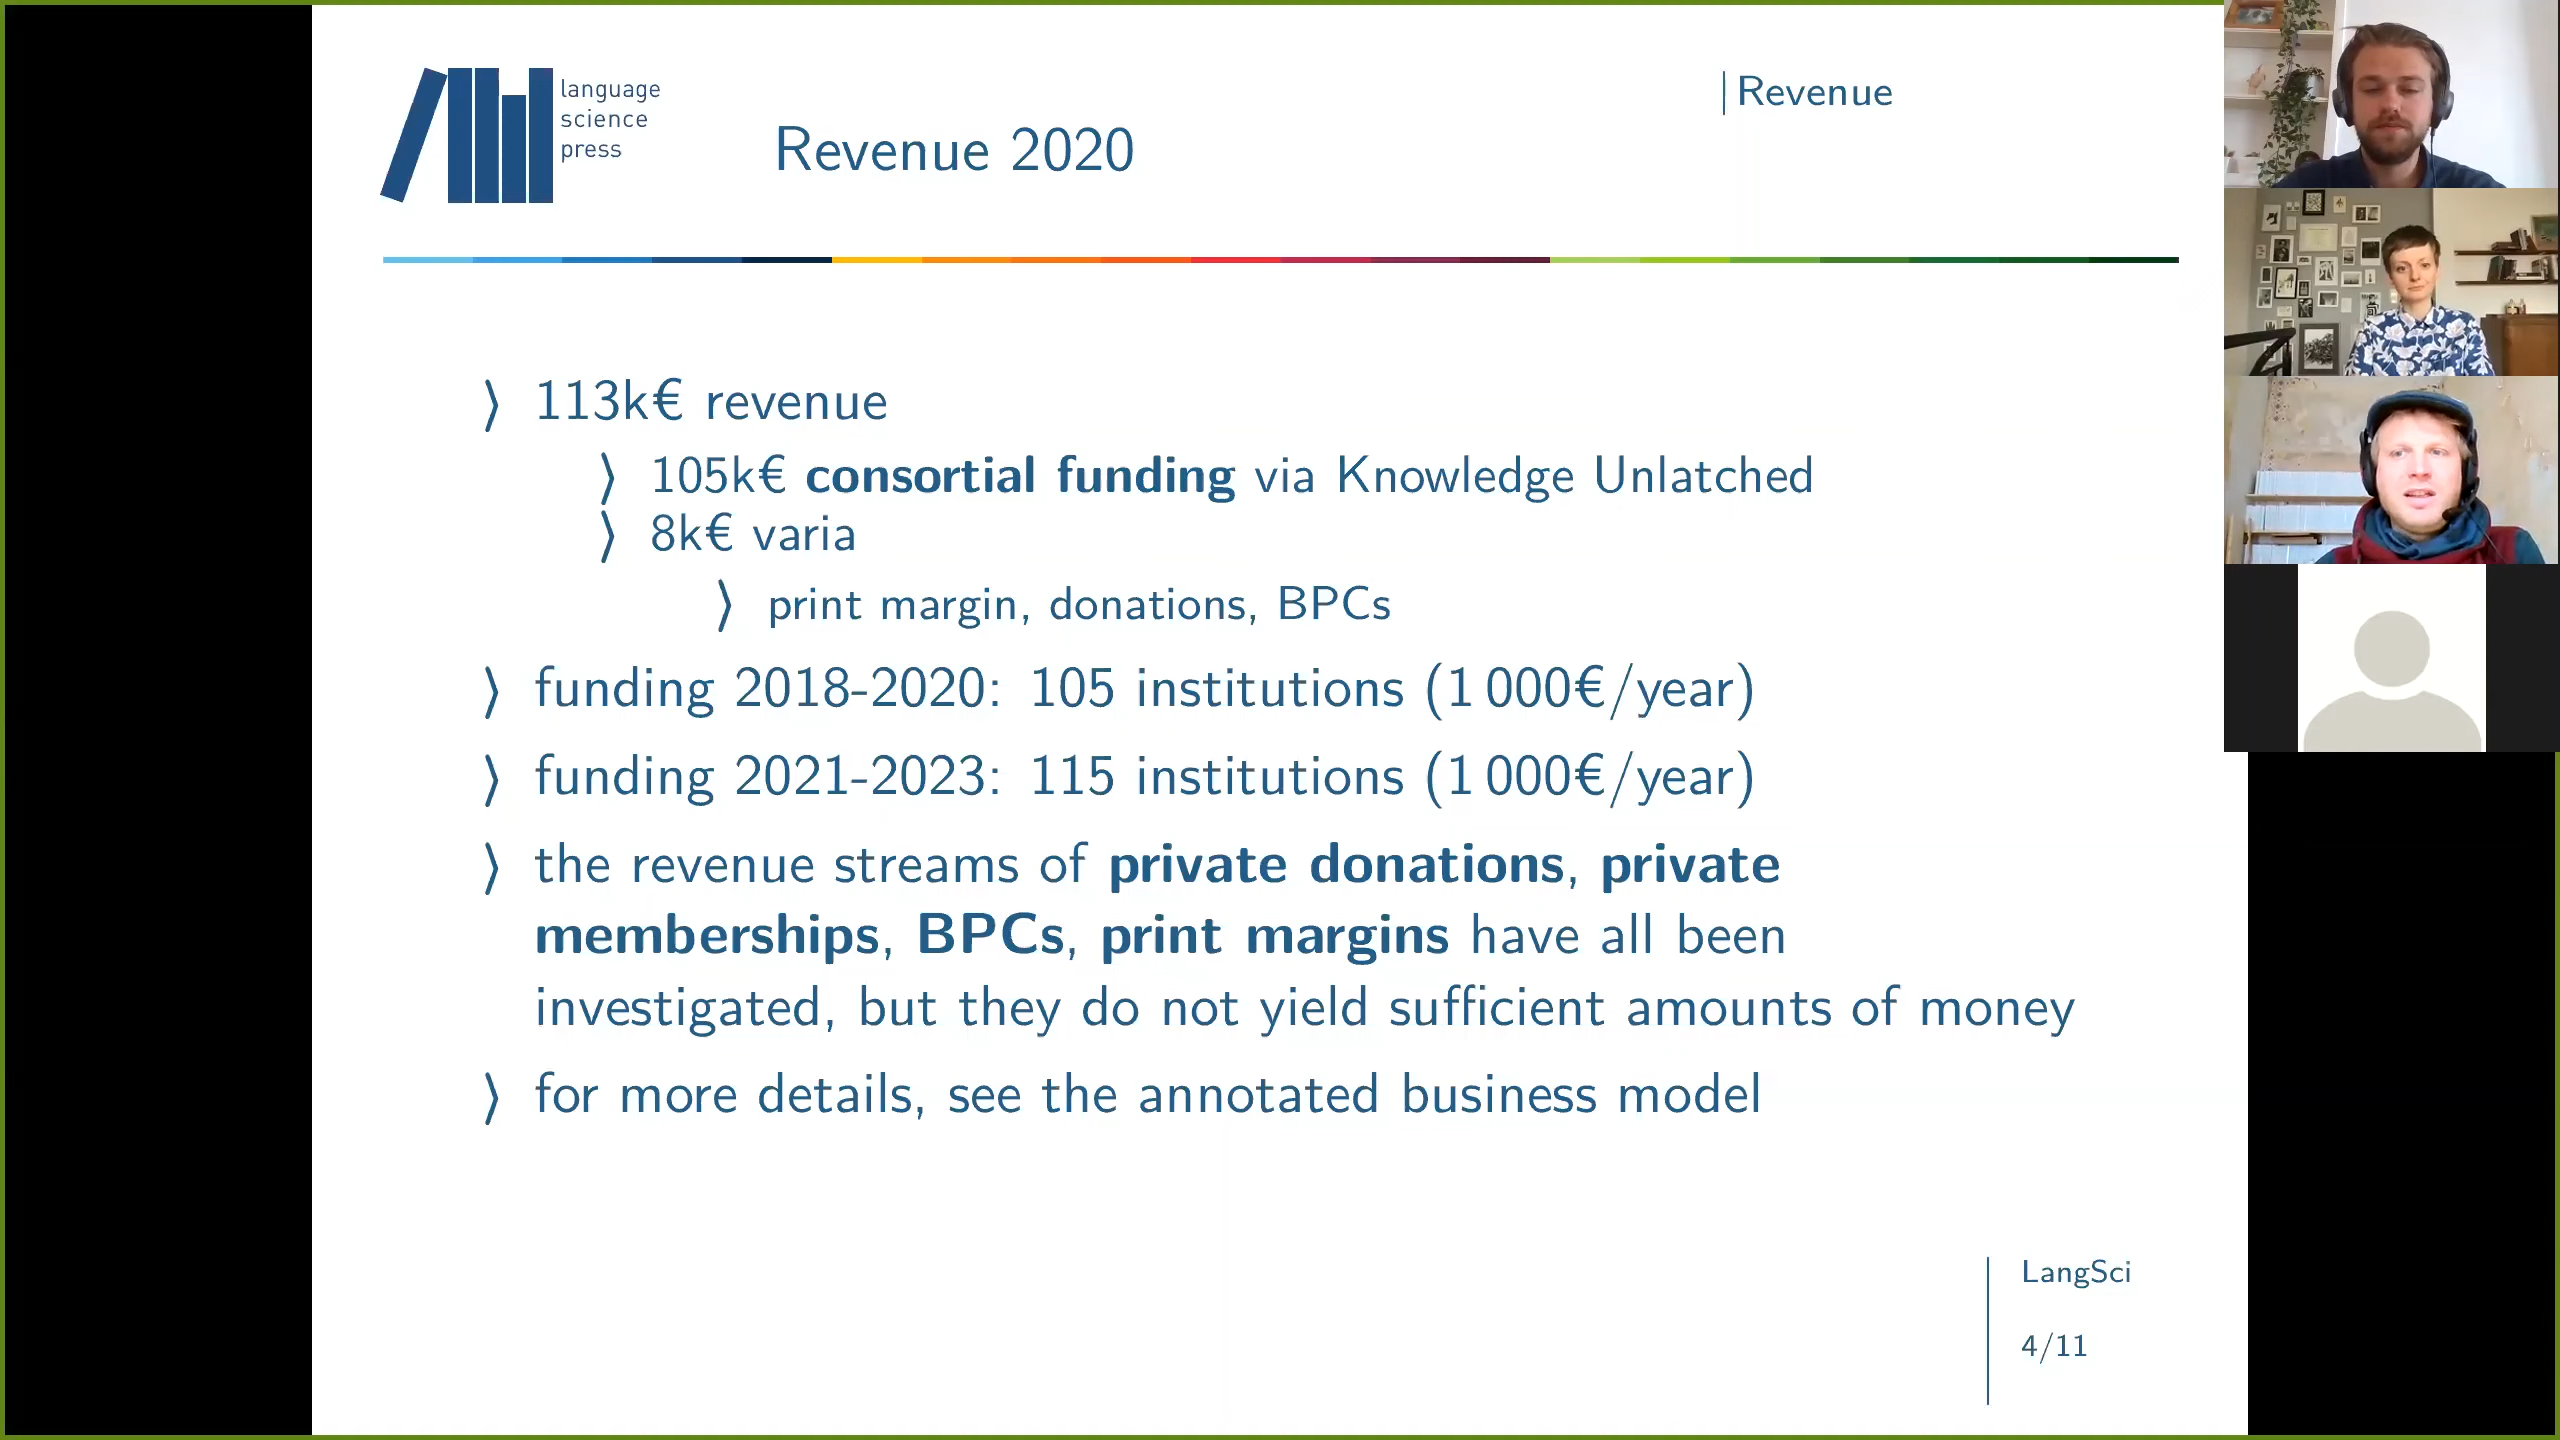 language
science
press
Revenue 2020
Revenue
113k€ revenue
105k€ consortial funding via Knowledge Unlatched
8k€ varia
print margin, donations, BPCs
funding 2018-2020: 105 institutions (1 000€/year)
funding 2021-2023: 115 institutions (1 000€/year)
the revenue streams of private donations, private
memberships, BPCs, print margins have all been
investigated, but they do not yield sufficient amounts of money
for more details, see the annotated business model
LangSci
4/11